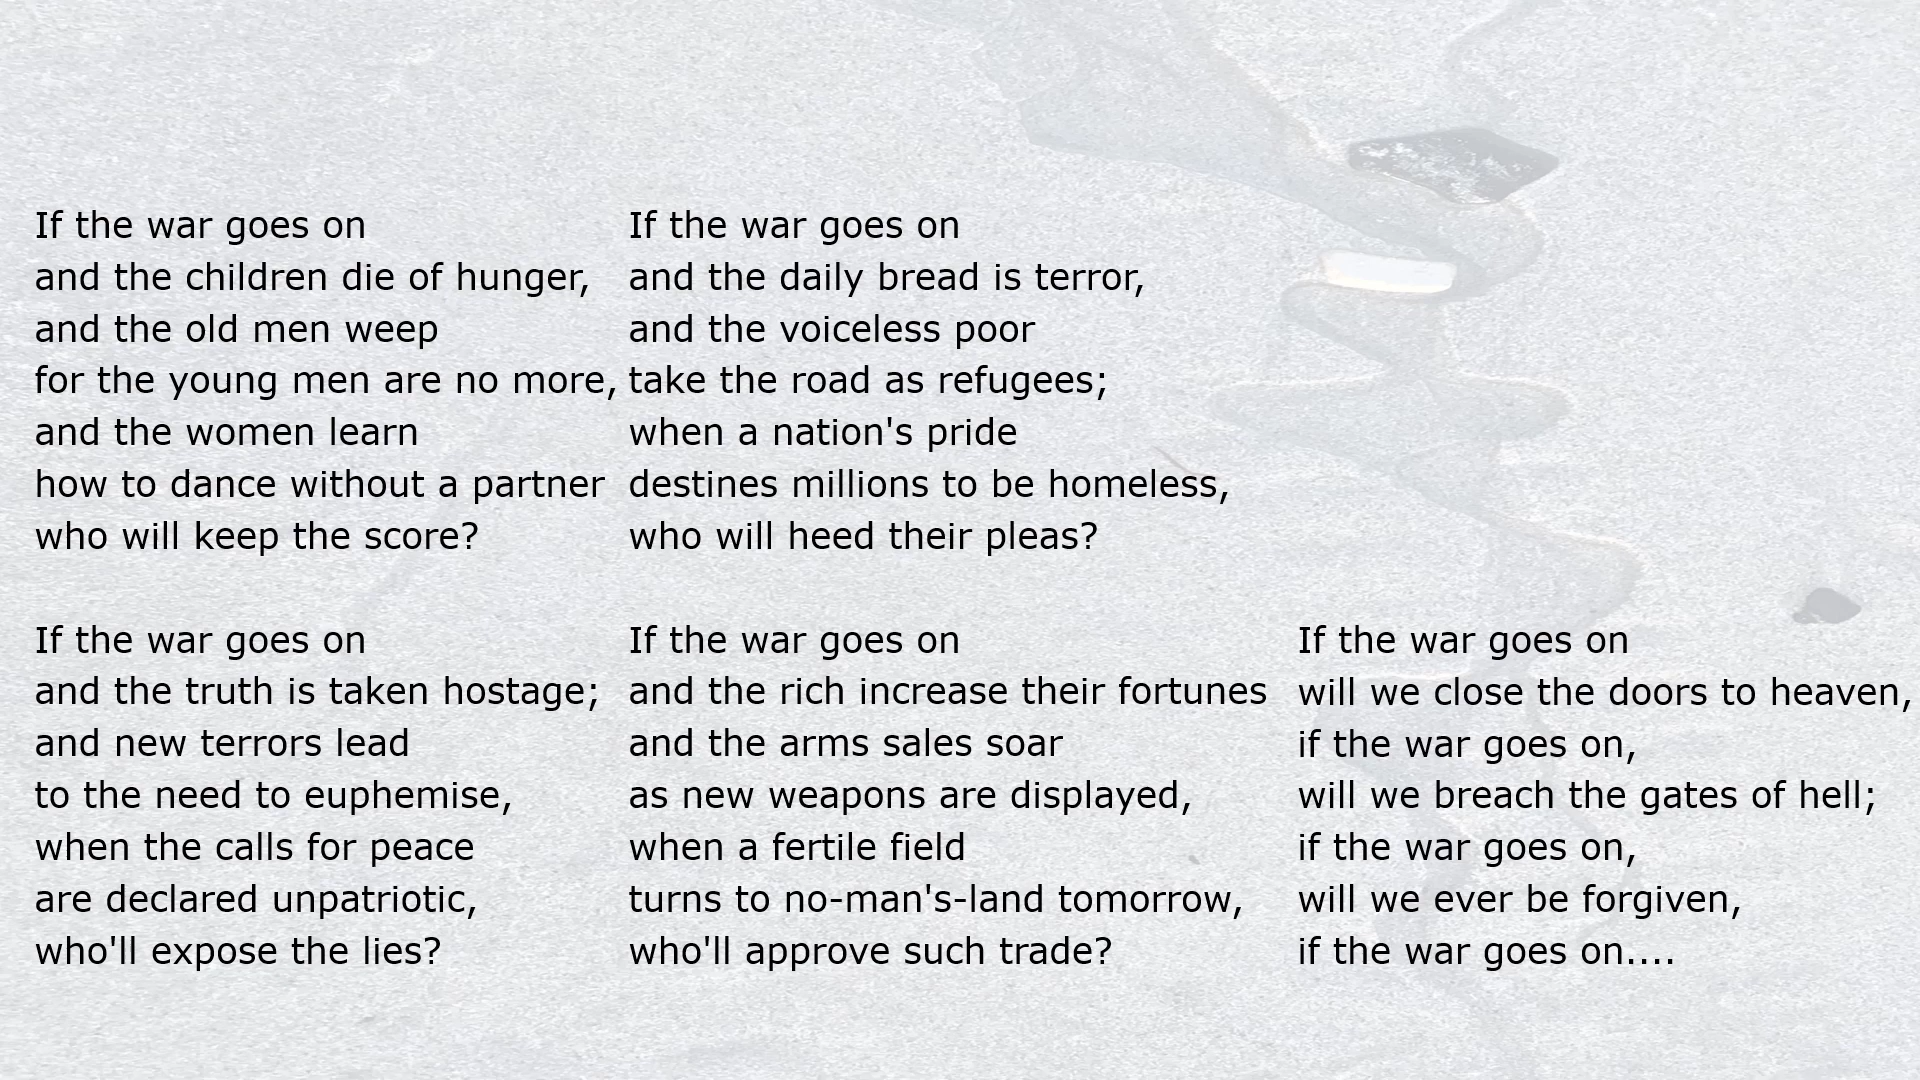 If the war goes on
and the children die of hunger,
and the old men weep
for the young men are no more,
and the women learn
how to dance without a partner
who will keep the score?
If the war goes on
and the daily bread is terror,
and the voiceless poor
take the road as refugees;
when a nation's pride
destines millions to be homeless,
who will heed their pleas?
If the war goes on
and the truth is taken hostage;
and new terrors lead
to the need to euphemise,
when the calls for peace
are declared unpatriotic,
who'll expose the lies?
If the war goes on
and the rich increase their fortunes
and the arms sales soar
as new weapons are displayed,
when a fertile field
turns to no-man's-land tomorrow,
who'll approve such trade?
If the war goes on
will we close the doors to heaven,
if the war goes on,
will we breach the gates of hell;
if the war goes on,
will we ever be forgiven,
if the war goes on....